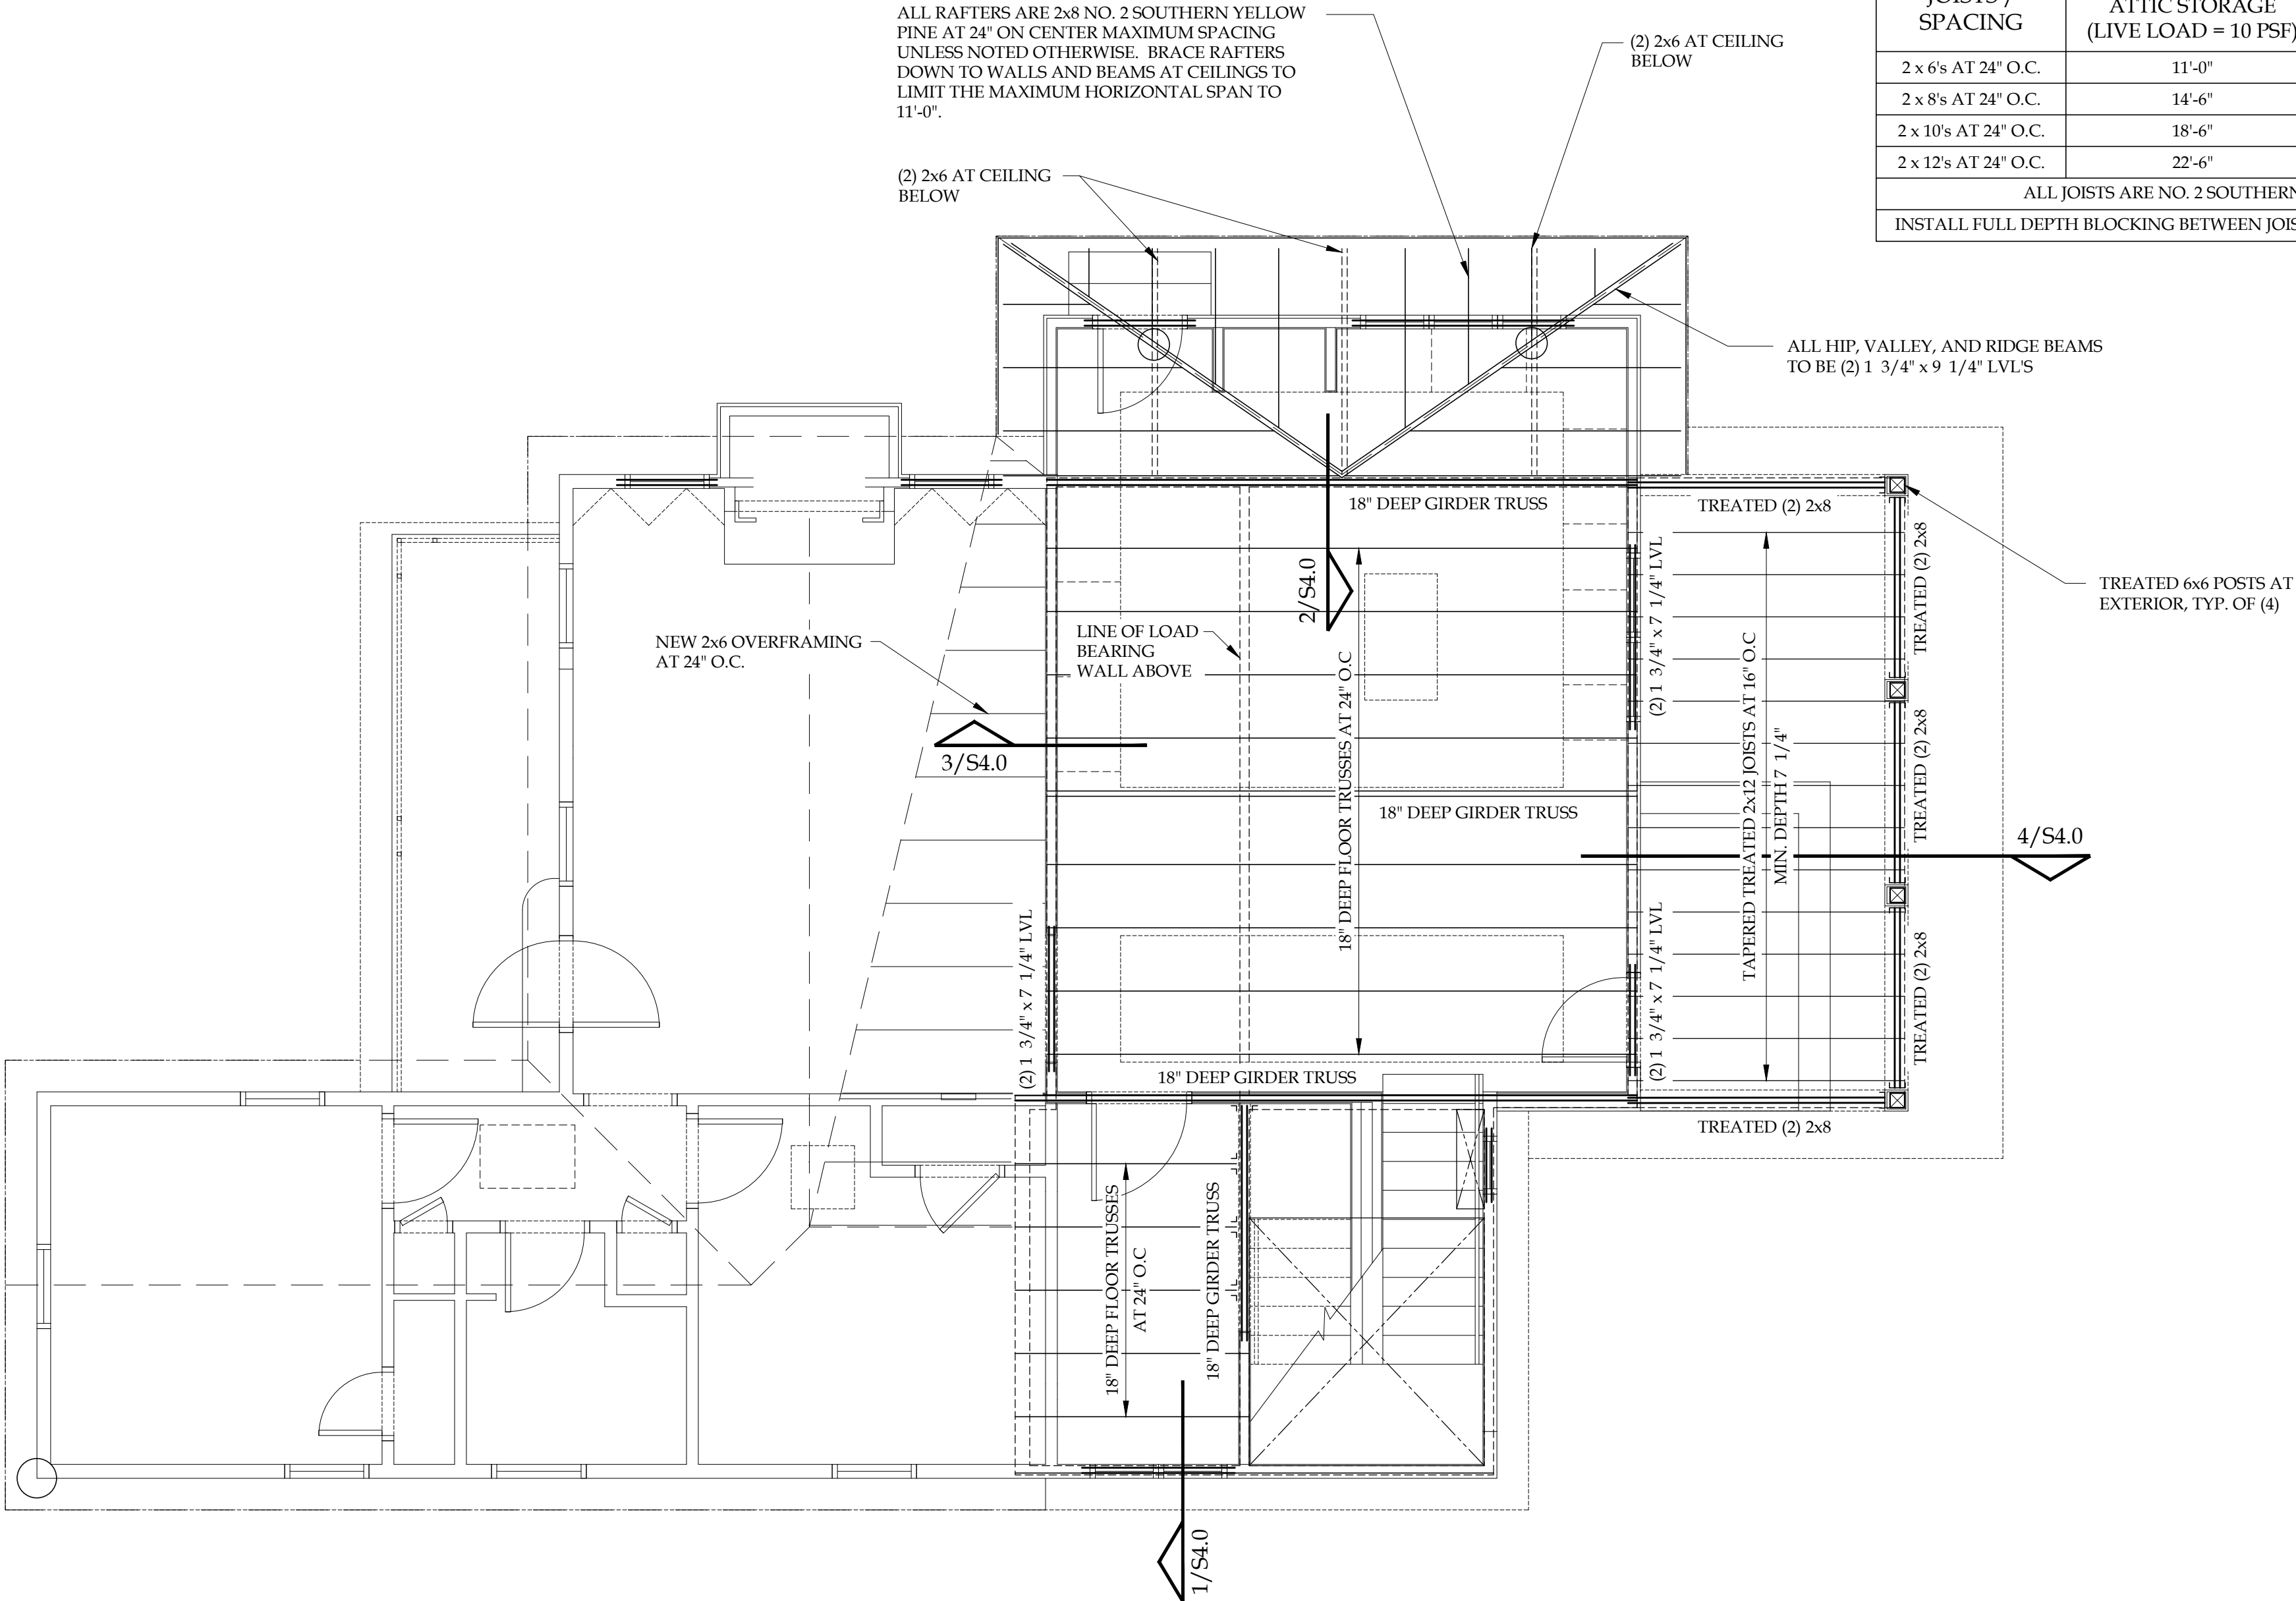 ALL RAFTERS ARE 2x8 NO. 2 SOUTHERN YELLOW
PINE AT 24" ON CENTER MAXIMUM SPACING
UNLESS NOTED OTHERWISE.  BRACE RAFTERS
DOWN TO WALLS AND BEAMS AT CEILINGS TO
LIMIT THE MAXIMUM HORIZONTAL SPAN TO
11'-0".
(2) 2x6 AT CEILING
BELOW
JOISTS /
SPACING
ATTIC STORAGE
(LIVE LOAD = 10 PSF)
2 x 6's AT 24" O.C.
11'-0"
2 x 8's AT 24" O.C.
14'-6"
2 x 10's AT 24" O.C.
18'-6"
2 x 12's AT 24" O.C.
22'-6"
ALL JOISTS ARE NO. 2 SOUTHERN
INSTALL FULL DEPTH BLOCKING BETWEEN JOIS
(2) 2x6 AT CEILING
BELOW
ALL HIP, VALLEY, AND RIDGE BEAMS
TO BE (2) 1 3/4" x 9 1/4" LVL'S
18" DEEP GIRDER TRUSS
TREATED (2) 2x8
TREATED 6x6 POSTS AT
EXTERIOR, TYP. OF (4)
2/S4.0
(2) 1 3/4" x 7 1/4" LVL
TREATED (2) 2x8
NEW 2x6 OVERFRAMING
AT 24" O.C.
LINE OF LOAD
BEARING
WALL ABOVE
3/S4.0
18" DEEP FLOOR TRUSSES AT 24" O.C
18" DEEP GIRDER TRUSS
TAPERED TREATED 2x12 JOISTS AT 16" O.C
MIN. DEPTH 7 1/4"
TREATED (2) 2x8
4/S4.0
(2) 1 3/4" x 7 1/4" LVL
(2) 1 3/4" x 7 1/4" LVL
TREATED (2) 2x8
18" DEEP GIRDER TRUSS
TREATED (2) 2x8
18" DEEP FLOOR TRUSSES
AT 24" O.C
18" DEEP GIRDER TRUSS
1/S4.0